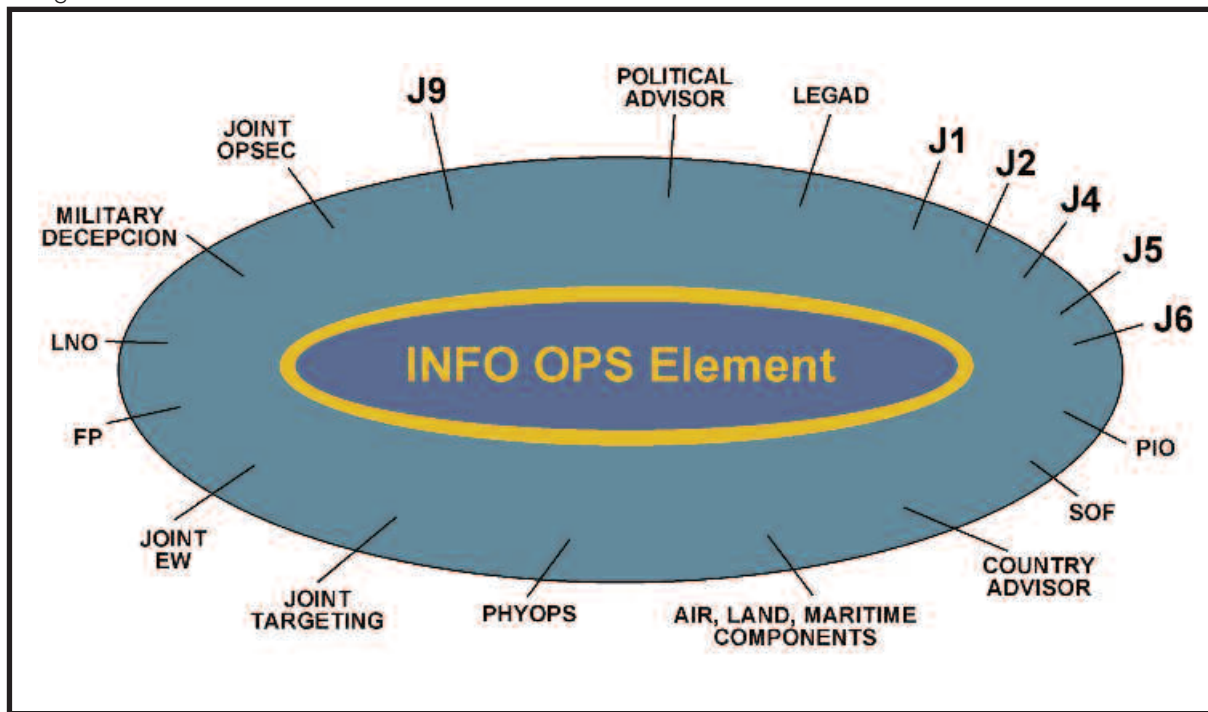 J9
POLITICAL
ADVISOR
LEGAD
JOINT
OPSEC
J1
J2
J4
MILITARY
DECEPCION
J5
J6
LNO
INFO OPS Element
FP
PIO
SOF
JOINT
EW
COUNTRY
ADVISOR
JOINT
TARGETING
PHYOPS
AIR, LAND, MARITIME
COMPONENTS